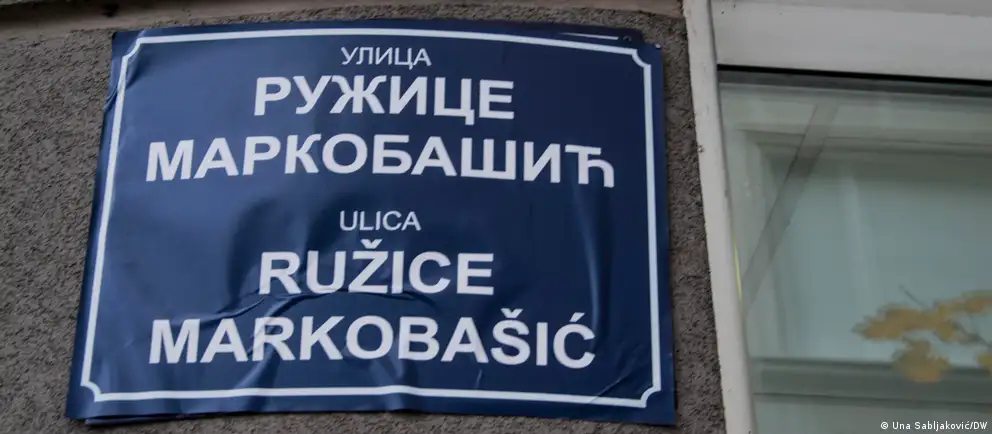 УЛИЦА
РУЖИЦЕ
МАРКОБАШИЋ
ULICA
RUŽICE
MARKOBAŠIĆ
© Una Sabljaković/DW